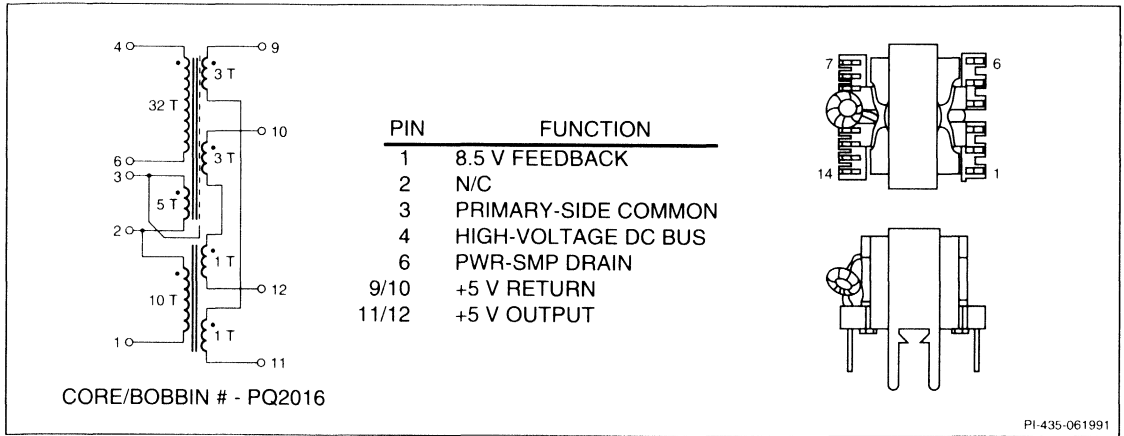 4
9
3 T
32 T
10
3 T
6
3
5 T
2
1 T
12
10 T
1 T
1
11
CORE/BOBBIN # - PQ2016
PIN FUNCTION
1 8.5 V FEEDBACK
2 N/C
3 PRIMARY-SIDE COMMON
4 HIGH-VOLTAGE DC BUS
6 PWR-SMP DRAIN
9/10 +5 V RETURN
11/12 +5 V OUTPUT
7
6
14
1
PI-435-061991